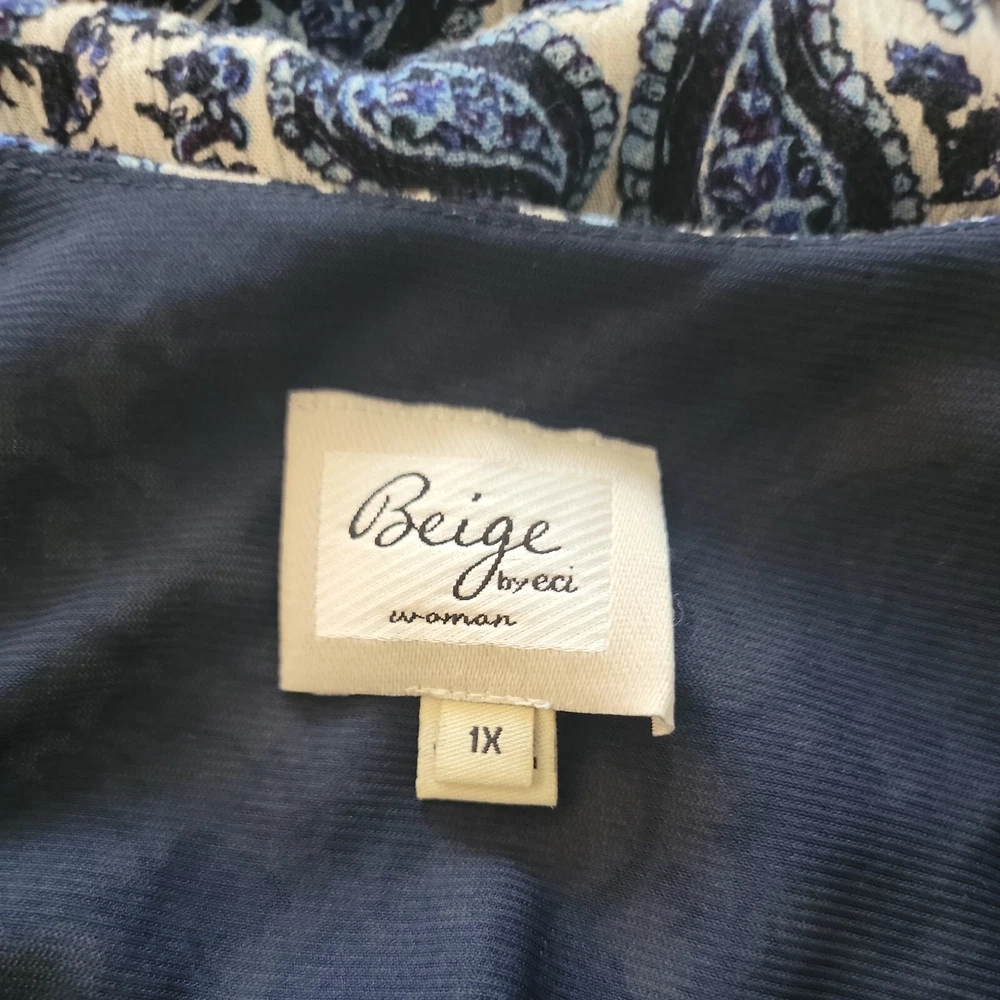 Beige
by eci
woman
1X